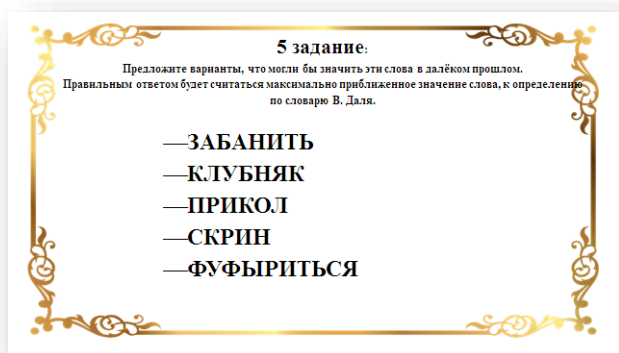 5 задание:
Предложите варианты, что могли бы значить эти слова в далёком прошлом.
Правильным ответом будет считаться максимально приближенное значение слова, к определению
по словарю В. Даля.
—ЗАБАНИТЬ
—КЛУБНЯК
—ПРИКОЛ
—СКРИН
—ФУФЫРИТЬСЯ